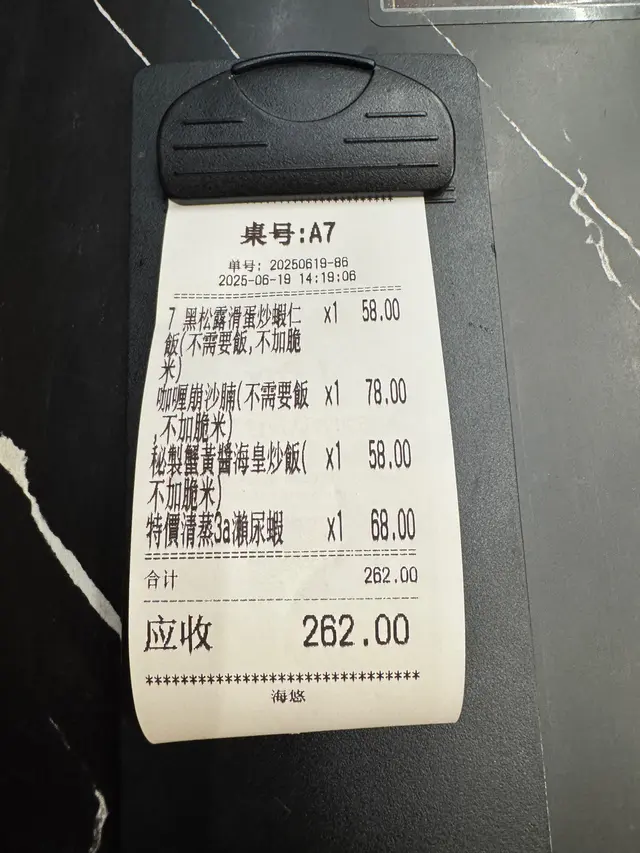 桌号:A7
单号: 20250619-86
2025-06-19 14:19:06
7 黑松露滑蛋炒蝦仁 x1 58.00
飯(不需要飯,不加脆
米)
咖喱崩沙腩(不需要飯 x1 78.00
,不加脆米)
秘製蟹黃醬海皇炒飯( x1 58.00
不加脆米)
特價清蒸3a瀨尿蝦 x1 68.00
合计 262.00
应收 262.00
*******************************
海悠